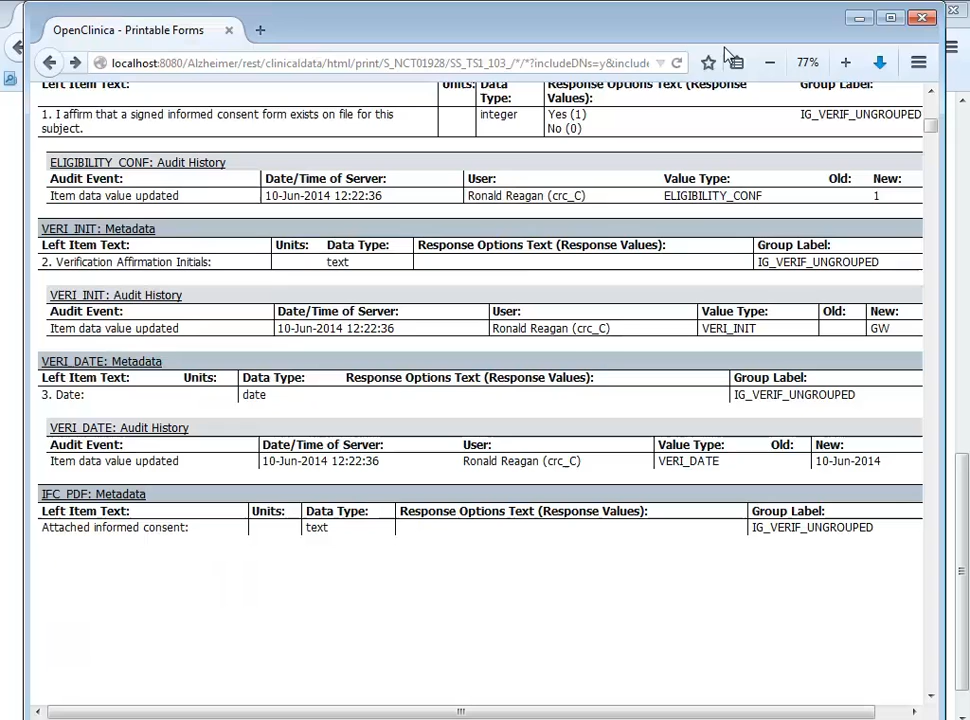 OpenClinica - Printable Forms
localhost:8080/Alzheimer/rest/clinicaldata/html/print/S_NCT01928/SS_TS1_103_/*/*?includeDNs=y&include
77%
Left Item Text: Units: Data Type: Response Options Text (Response Values): Group Label:
1. I affirm that a signed informed consent form exists on file for this subject. integer Yes (1) IG_VERIF_UNGROUPED
No (0)
ELIGIBILITY_CONF: Audit History
Audit Event: Date/Time of Server: User: Value Type: Old: New:
Item data value updated 10-Jun-2014 12:22:36 Ronald Reagan (crc_C) ELIGIBILITY_CONF 1
VERI_INIT: Metadata
Left Item Text: Units: Data Type: Response Options Text (Response Values): Group Label:
2. Verification Affirmation Initials: text IG_VERIF_UNGROUPED
VERI_INIT: Audit History
Audit Event: Date/Time of Server: User: Value Type: Old: New:
Item data value updated 10-Jun-2014 12:22:36 Ronald Reagan (crc_C) VERI_INIT GW
VERI_DATE: Metadata
Left Item Text: Units: Data Type: Response Options Text (Response Values): Group Label:
3. Date: date IG_VERIF_UNGROUPED
VERI_DATE: Audit History
Audit Event: Date/Time of Server: User: Value Type: Old: New:
Item data value updated 10-Jun-2014 12:22:36 Ronald Reagan (crc_C) VERI_DATE 10-Jun-2014
IFC_PDF: Metadata
Left Item Text: Units: Data Type: Response Options Text (Response Values): Group Label:
Attached informed consent: text IG_VERIF_UNGROUPED